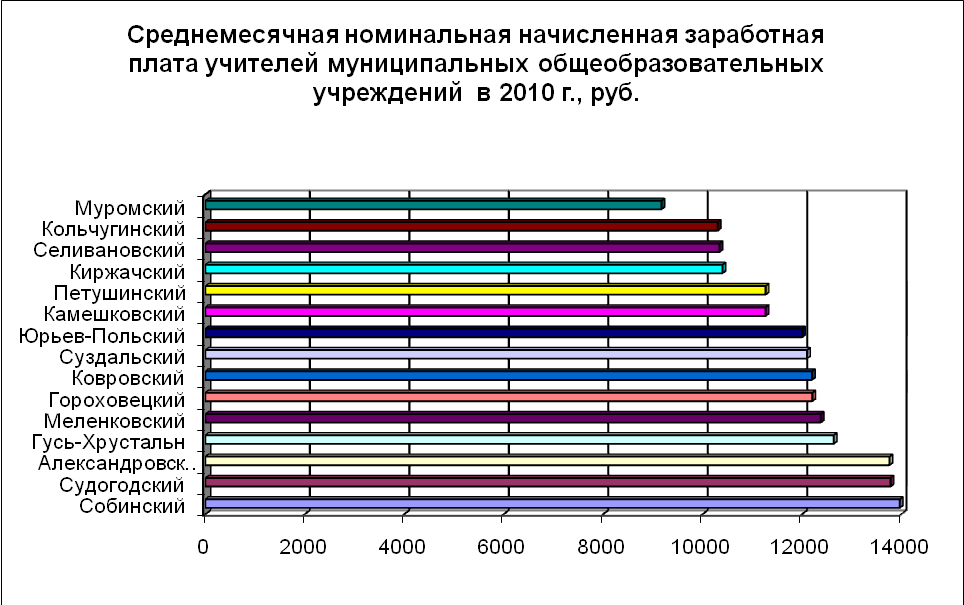 Среднемесячная номинальная начисленная заработная
плата учителей муниципальных общеобразовательных
учреждений в 2010 г., руб.
Муромский
Кольчугинский
Селивановский
Киржачский
Петушинский
Камешковский
Юрьев-Польский
Суздальский
Ковровский
Гороховецкий
Меленковский
Гусь-Хрустальн
Александровск..
Судогодский
Собинский
0 2000 4000 6000 8000 10000 12000 14000